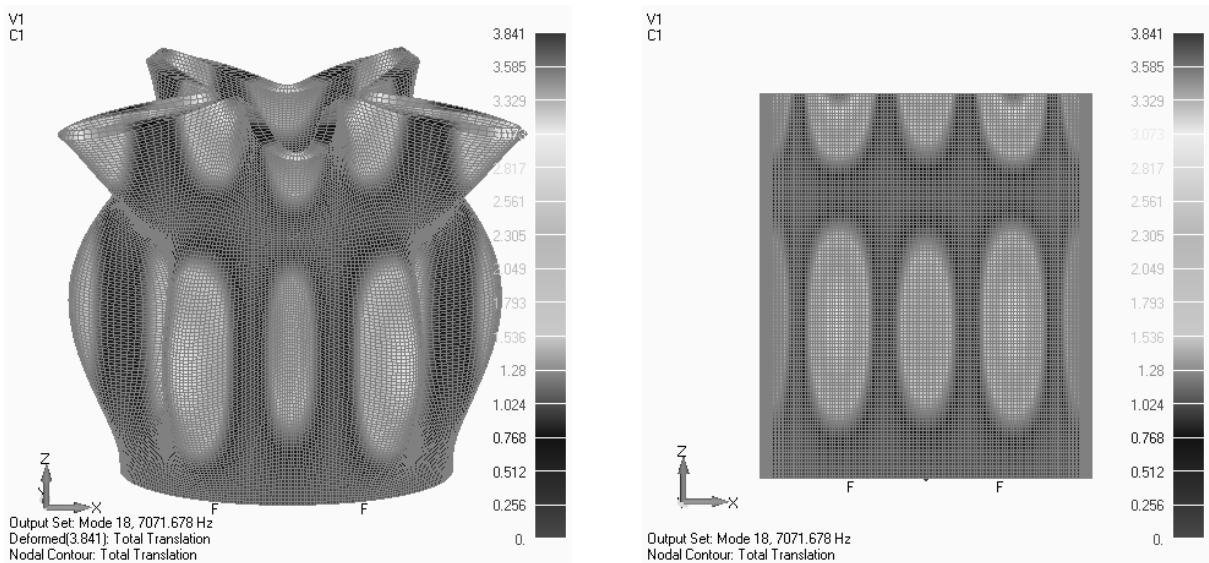 V1
C1
3.841
3.585
3.329
3.073
2.817
2.561
2.305
2.049
1.793
1.536
1.28
1.024
0.768
0.512
0.256
0.
Z
Y
X
F
F
Output Set: Mode 18, 7071.678 Hz
Deformed(3.841): Total Translation
Nodal Contour: Total Translation
V1
C1
3.841
3.585
3.329
3.073
2.817
2.561
2.305
2.049
1.793
1.536
1.28
1.024
0.768
0.512
0.256
0.
Z
X
F
F
Output Set: Mode 18, 7071.678 Hz
Nodal Contour: Total Translation